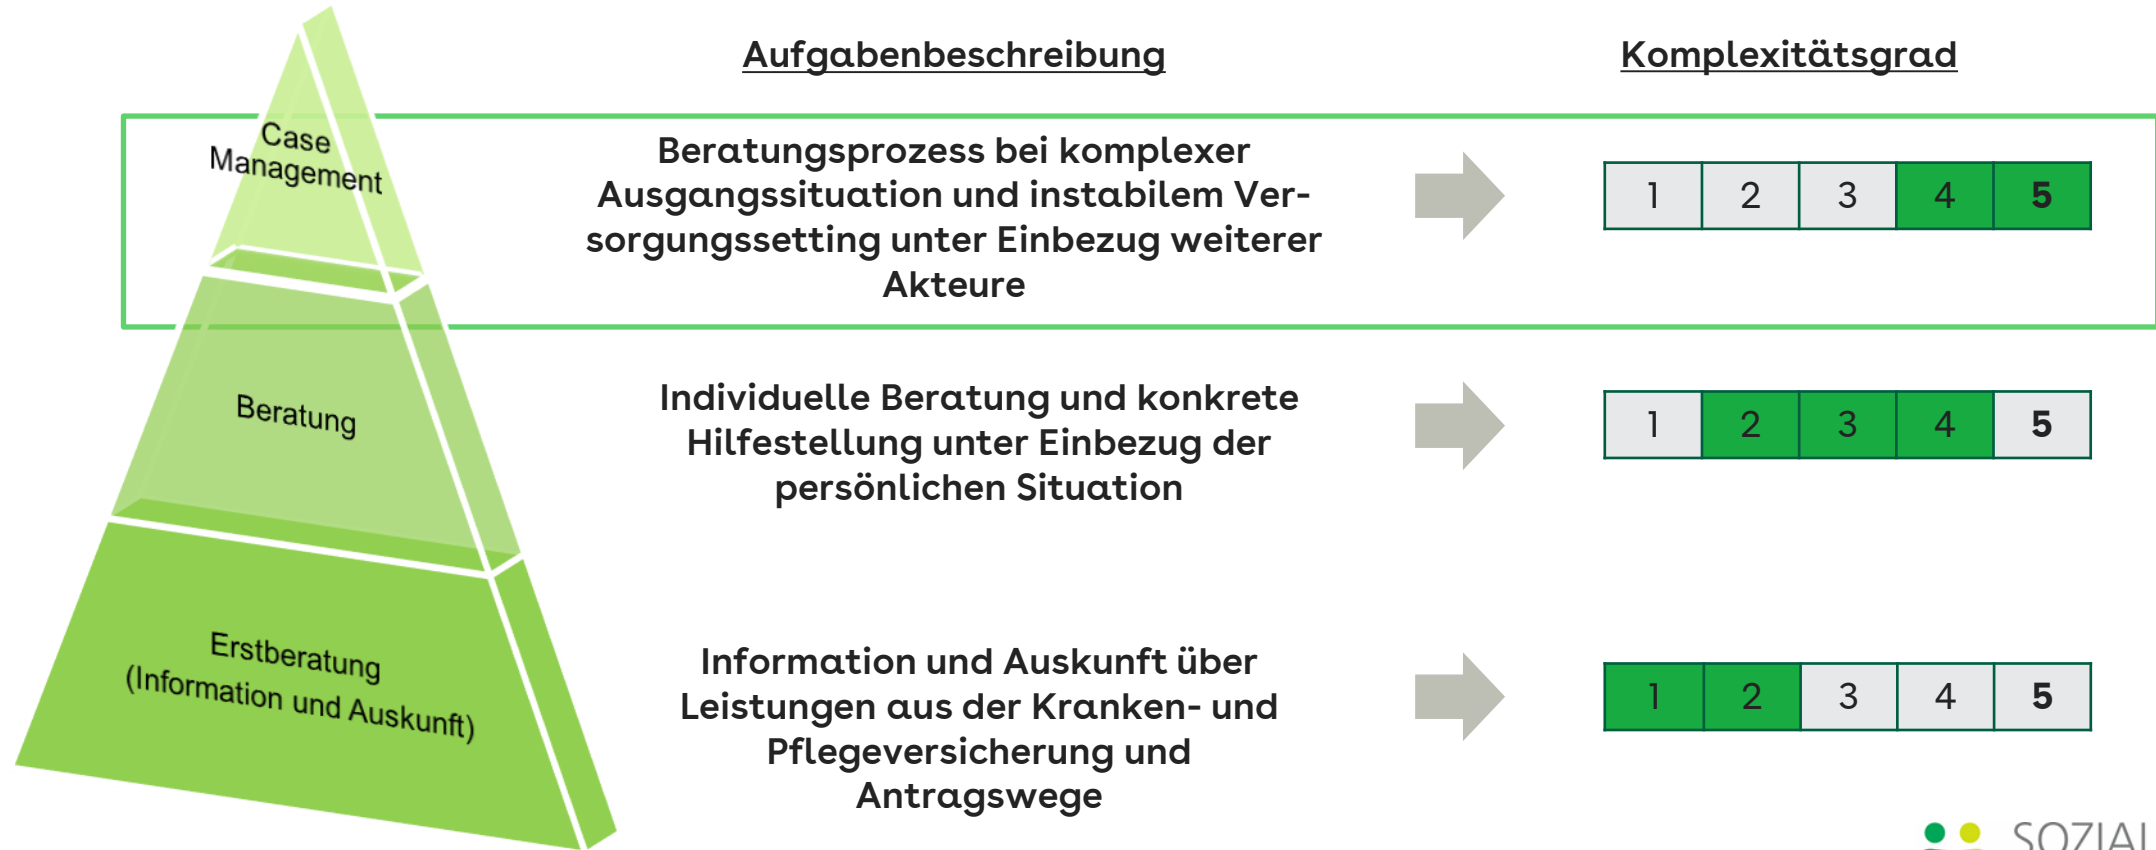 Aufgabenbeschreibung
Komplexitätsgrad
Case
Management
Beratungsprozess bei komplexer
Ausgangssituation und instabilem Ver-
sorgungssetting unter Einbezug weiterer
Akteure
1 2 3 4 5
Beratung
Individuelle Beratung und konkrete
Hilfestellung unter Einbezug der
persönlichen Situation
1 2 3 4 5
Erstberatung
(Information und Auskunft)
Information und Auskunft über
Leistungen aus der Kranken- und
Pflegeversicherung und
Antragswege
1 2 3 4 5